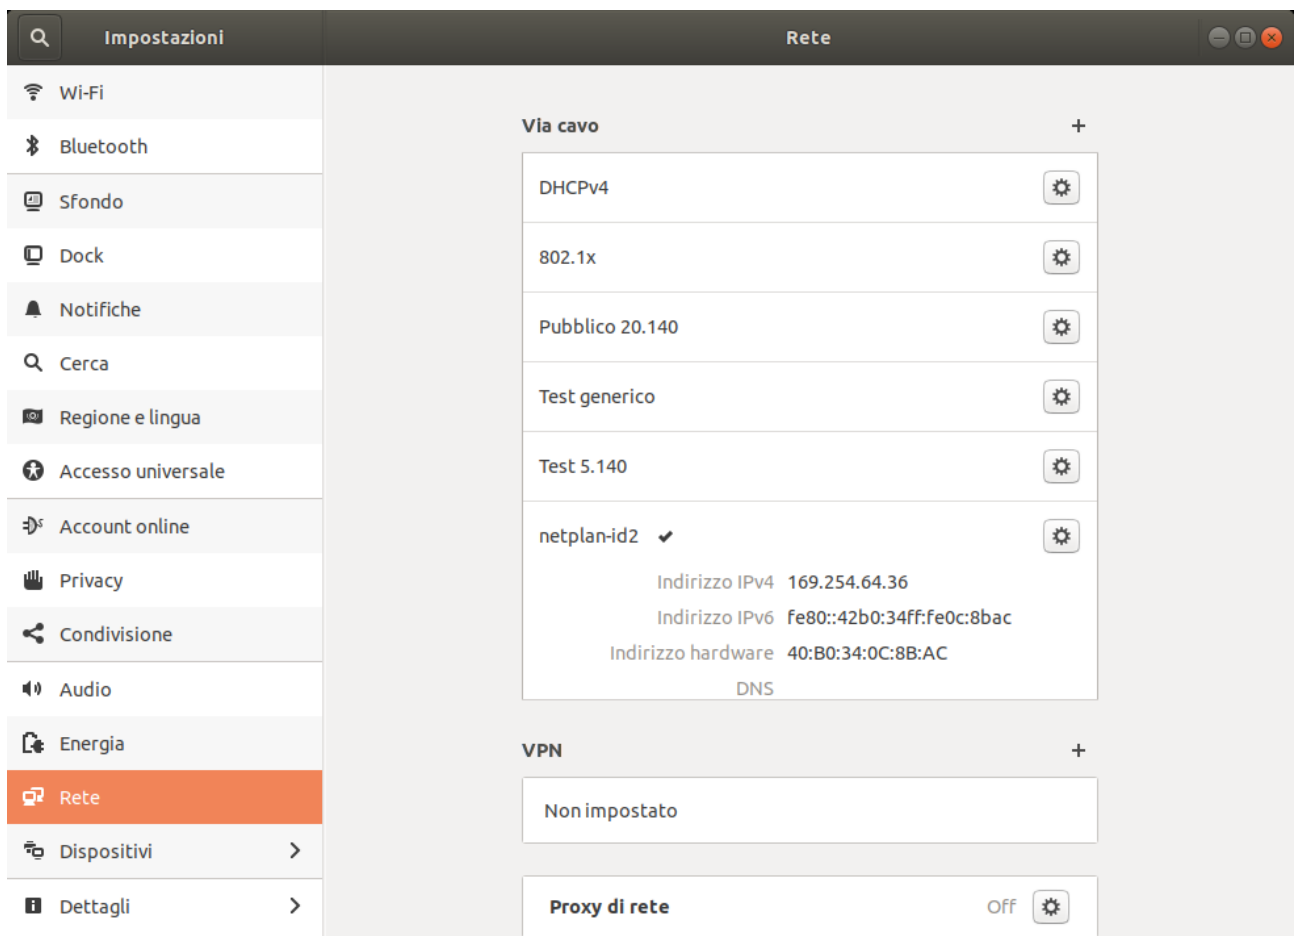 Impostazioni
Rete
Wi-Fi
Bluetooth
Sfondo
Dock
Notifiche
Cerca
Regione e lingua
Accesso universale
Account online
Privacy
Condivisione
Audio
Energia
Rete
Dispositivi
Dettagli
Via cavo +
DHCPv4
802.1x
Pubblico 20.140
Test generico
Test 5.140
netplan-id2 ✔
Indirizzo IPv4 169.254.64.36
Indirizzo IPv6 fe80::42b0:34ff:fe0c:8bac
Indirizzo hardware 40:B0:34:0C:8B:AC
DNS
VPN +
Non impostato
Proxy di rete Off